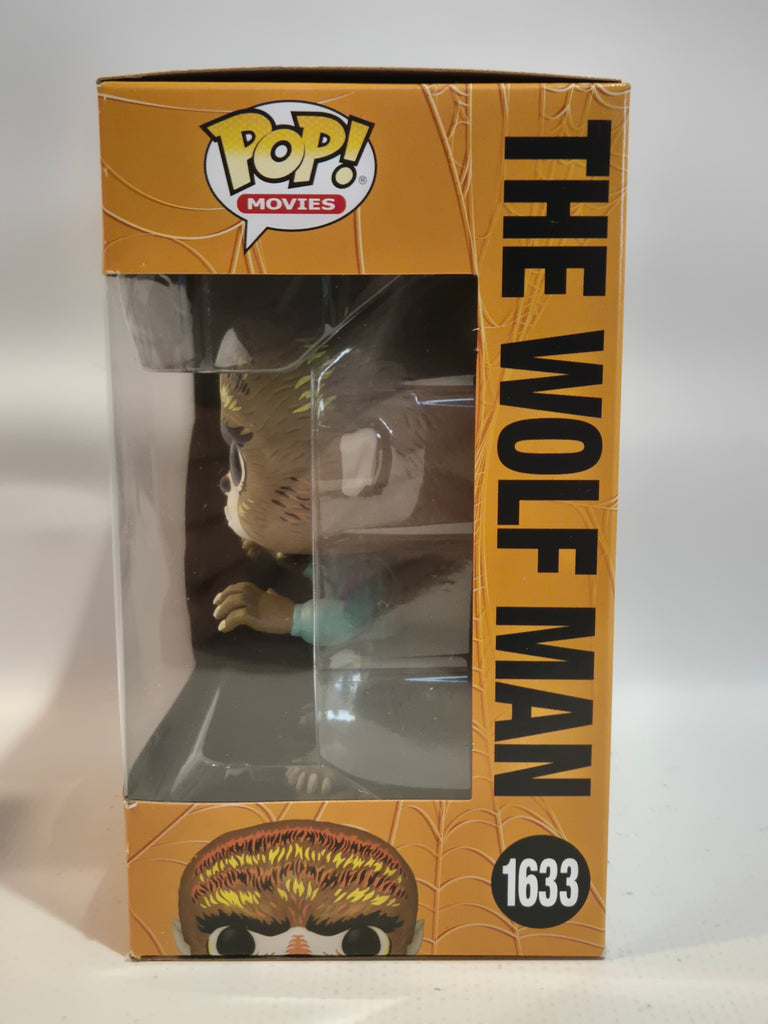 POP!
®
MOVIES
THE WOLF MAN
1633